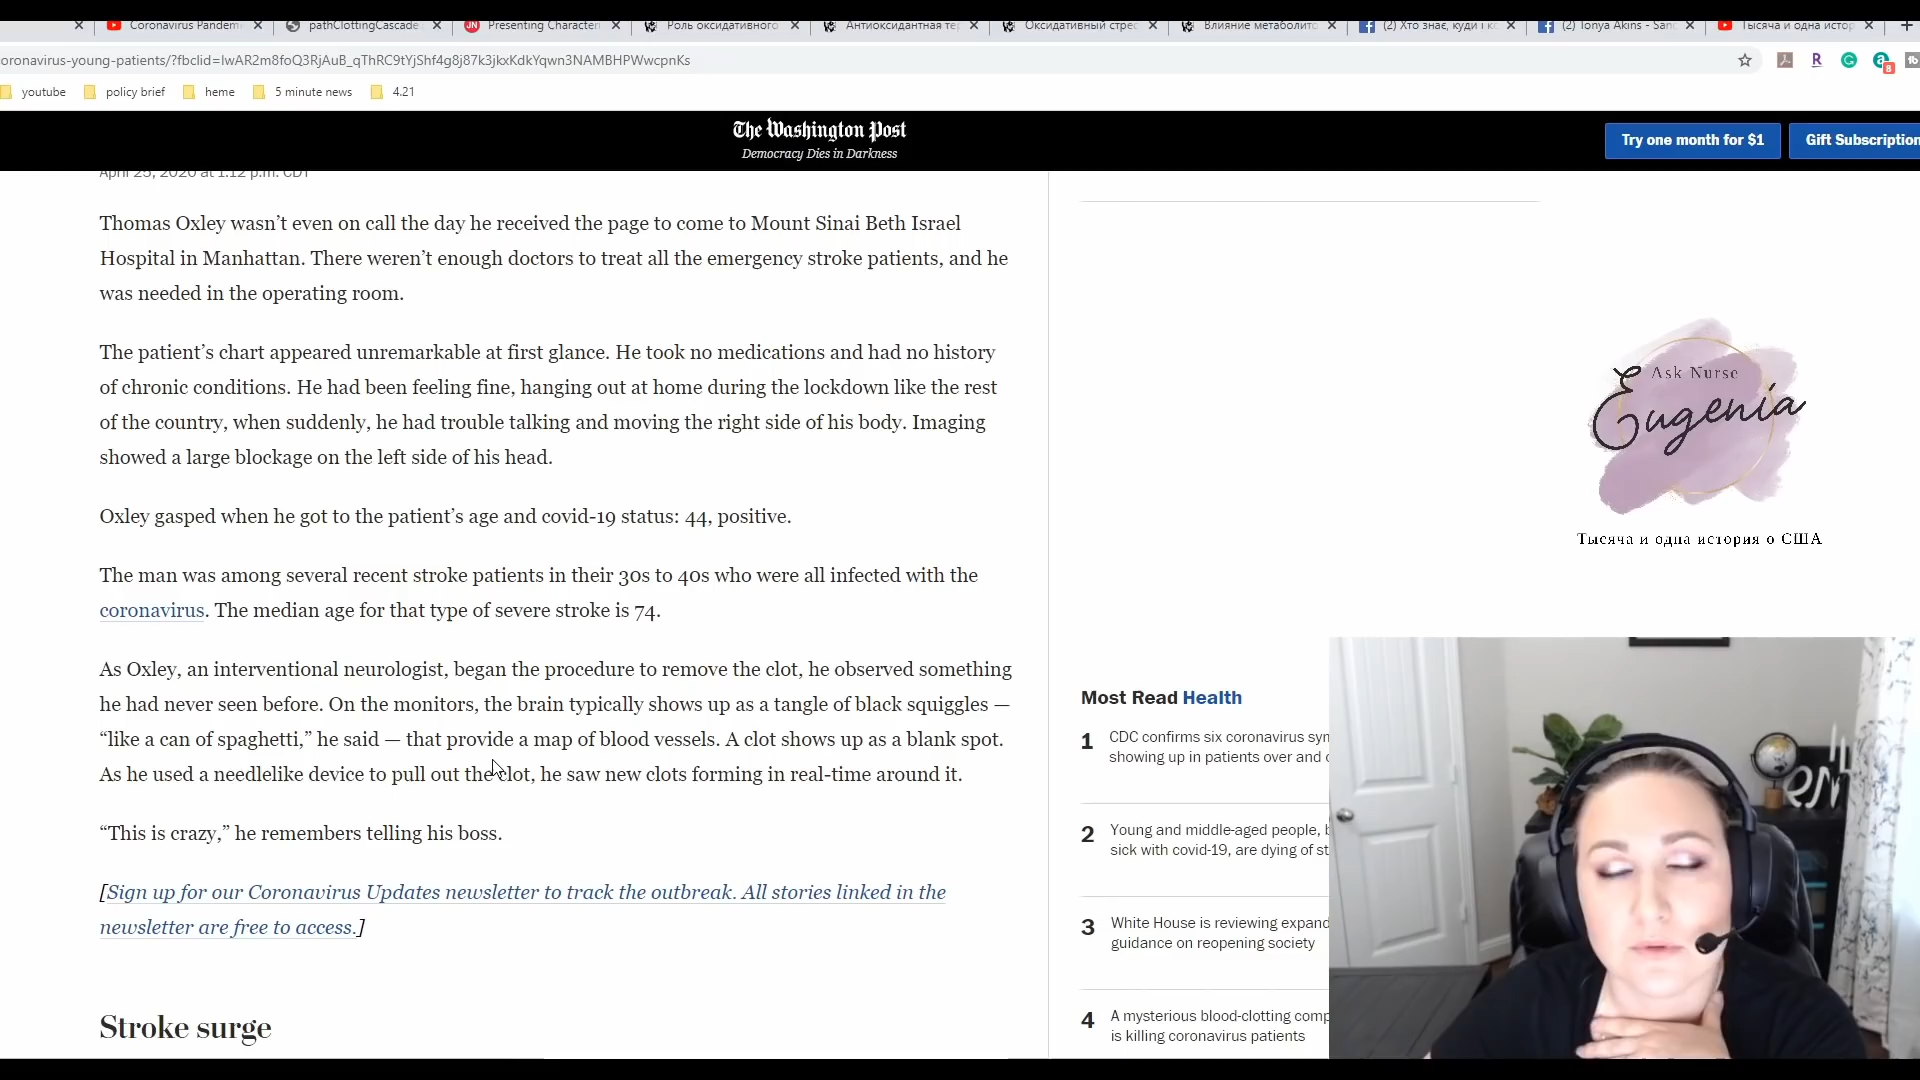 Coronavirus Pandem
pathClottingCascade
Presenting Characteri
Роль оксидативного
Антиоксидантная тер
Оксидативный стрес
Влияние метаболито
(2) Хто знає, куди і ко
(2) Tonya Akins - Sanc
Тысяча и одна истор
oronavirus-young-patients/?fbclid=IwAR2m8foQ3RjAuB_qThRC9tYjShf4g8j87k3jkxKdkYqwn3NAMBHPWwcpnKs
youtube
policy brief
heme
5 minute news
4.21
The Washington Post
Democracy Dies in Darkness
Try one month for $1
Gift Subscription
April 25, 2020 at 1:12 p.m. CDT
Thomas Oxley wasn’t even on call the day he received the page to come to Mount Sinai Beth Israel
Hospital in Manhattan. There weren’t enough doctors to treat all the emergency stroke patients, and he
was needed in the operating room.
The patient’s chart appeared unremarkable at first glance. He took no medications and had no history
of chronic conditions. He had been feeling fine, hanging out at home during the lockdown like the rest
of the country, when suddenly, he had trouble talking and moving the right side of his body. Imaging
showed a large blockage on the left side of his head.
Oxley gasped when he got to the patient’s age and covid-19 status: 44, positive.
The man was among several recent stroke patients in their 30s to 40s who were all infected with the
coronavirus. The median age for that type of severe stroke is 74.
As Oxley, an interventional neurologist, began the procedure to remove the clot, he observed something
he had never seen before. On the monitors, the brain typically shows up as a tangle of black squiggles —
“like a can of spaghetti,” he said — that provide a map of blood vessels. A clot shows up as a blank spot.
As he used a needlelike device to pull out the clot, he saw new clots forming in real-time around it.
“This is crazy,” he remembers telling his boss.
[Sign up for our Coronavirus Updates newsletter to track the outbreak. All stories linked in the
newsletter are free to access.]
Stroke surge
Ask Nurse
Eugenia
Тысяча и одна история о США
Most Read Health
1 CDC confirms six coronavirus sym
showing up in patients over and o
2 Young and middle-aged people, b
sick with covid-19, are dying of st
3 White House is reviewing expand
guidance on reopening society
4 A mysterious blood-clotting comp
is killing coronavirus patients